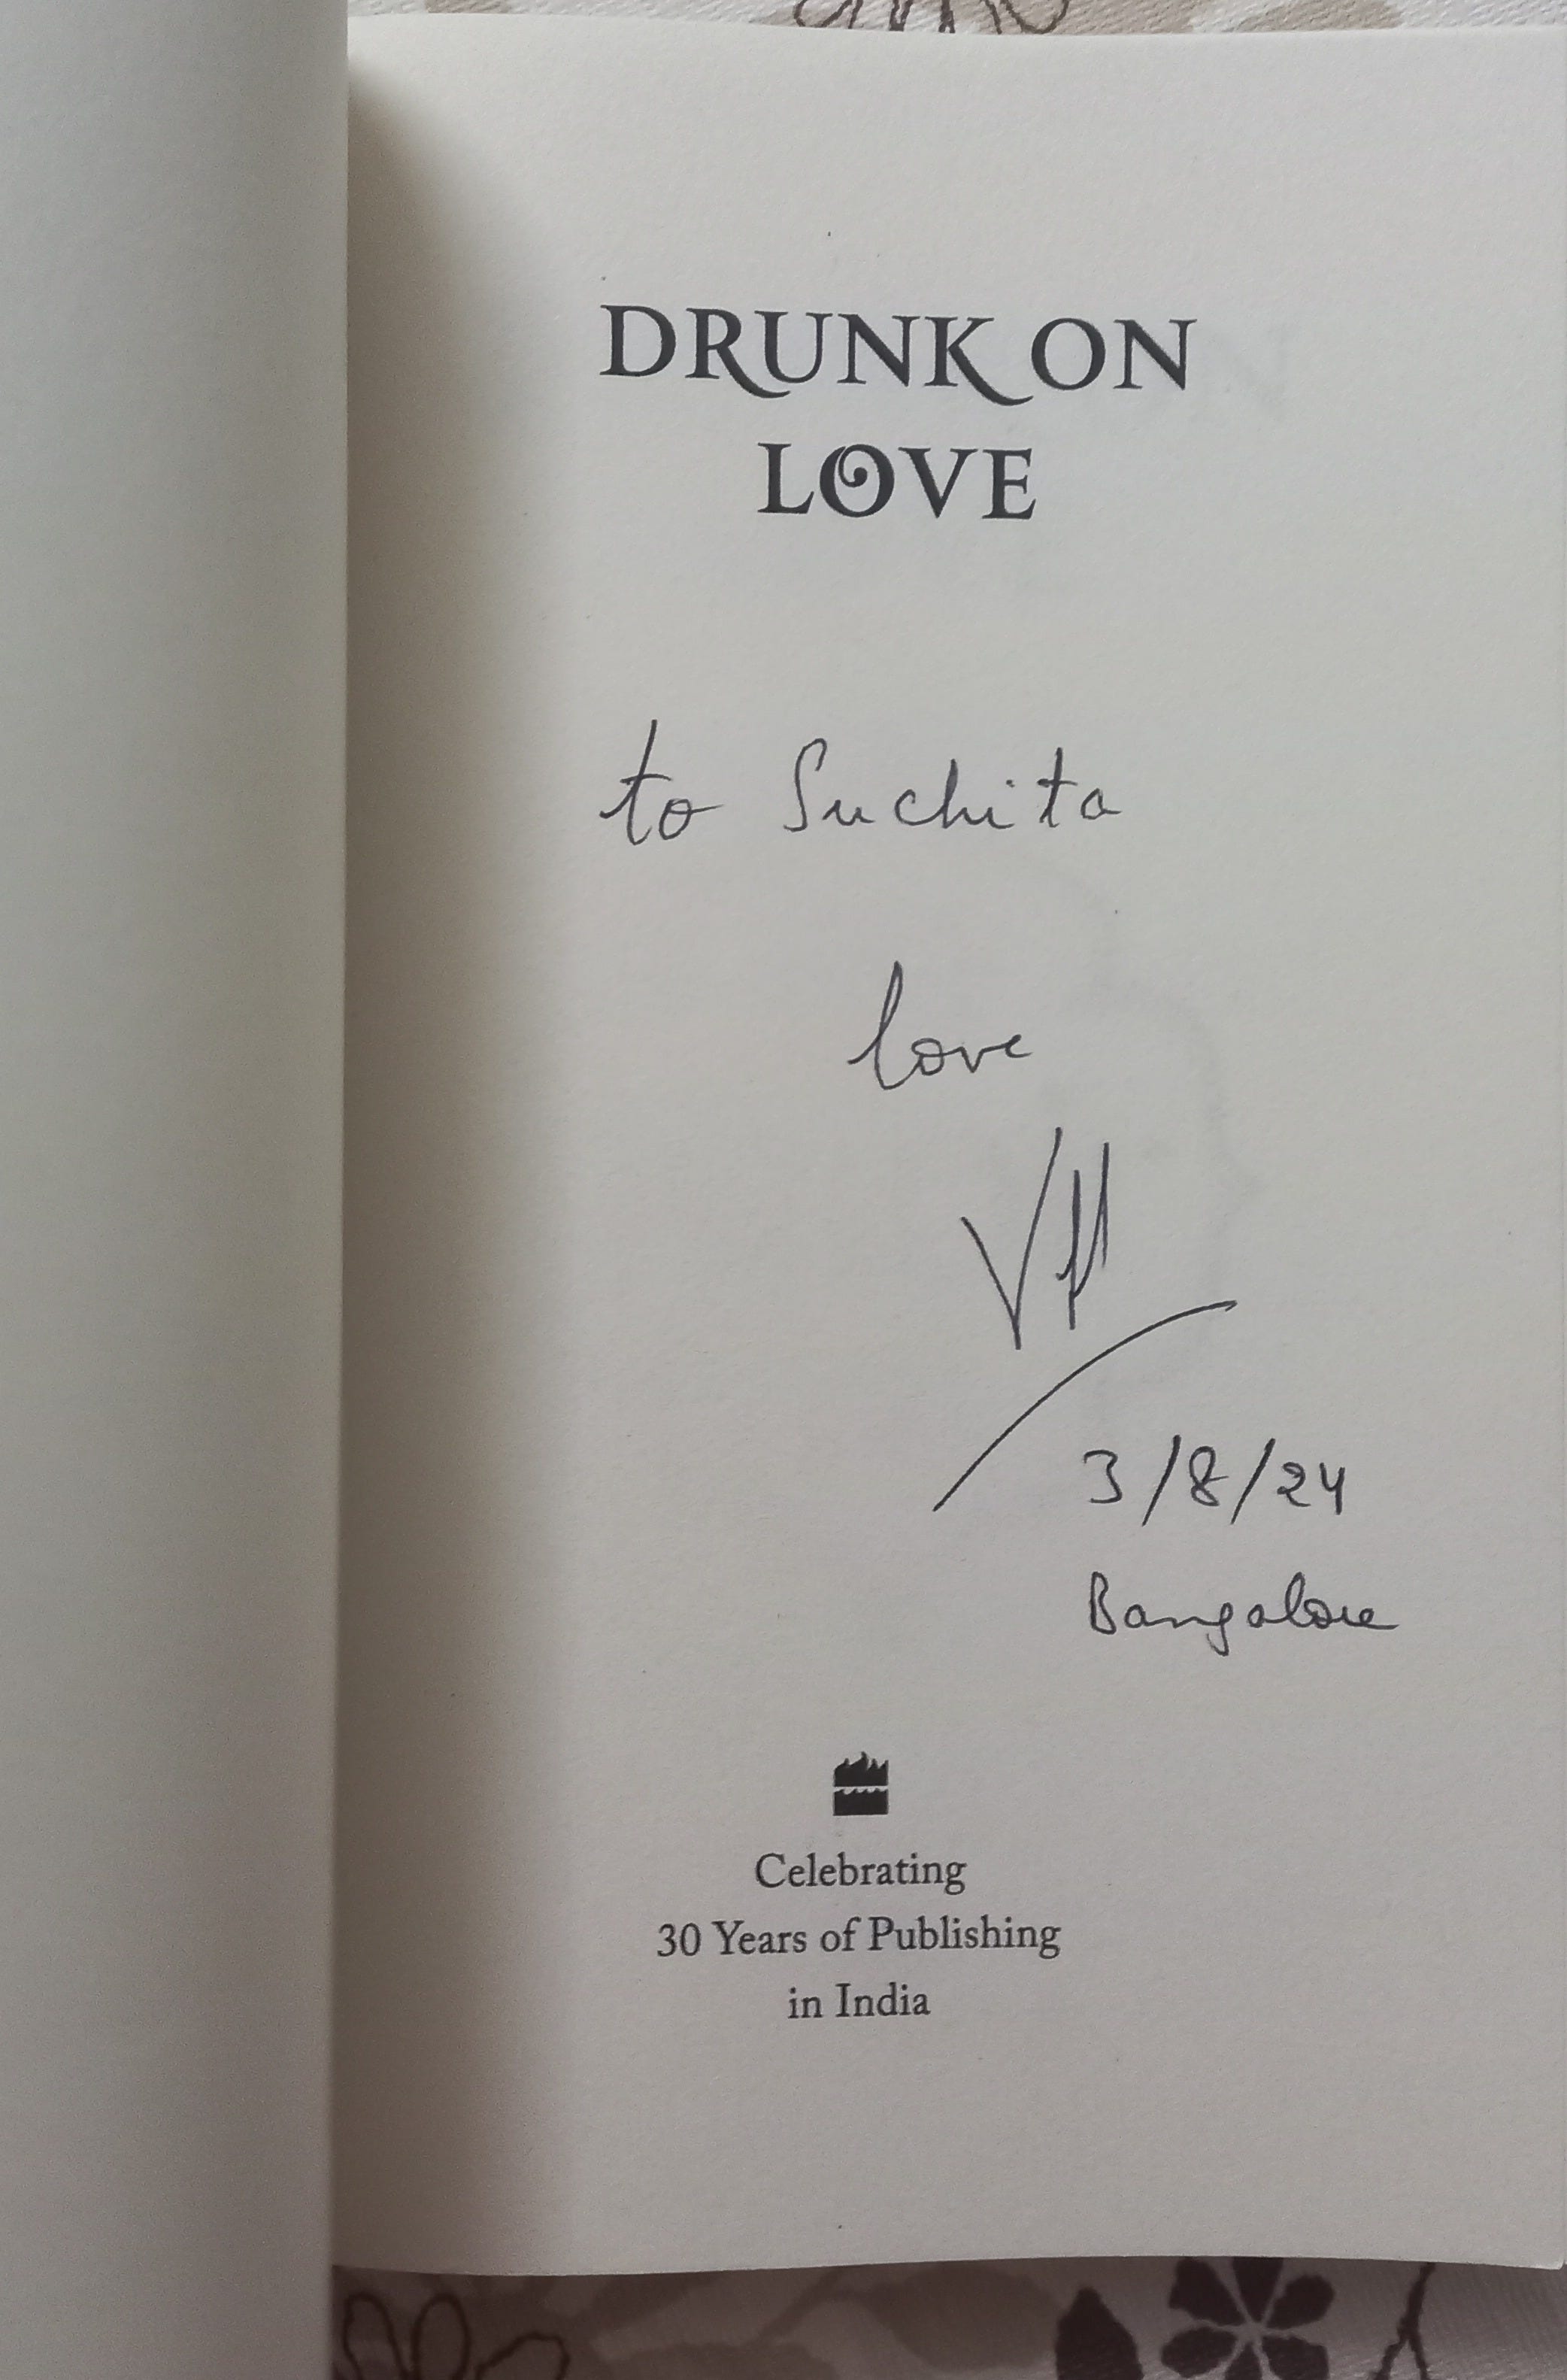 DRUNK ON
LOVE
to Suchita
love
3/8/24
Bangalore
Celebrating
30 Years of Publishing
in India